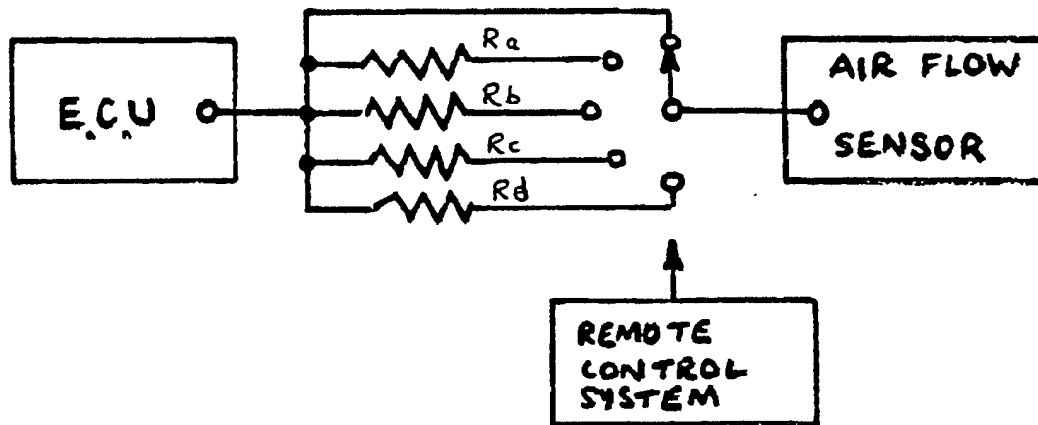 E.C.U
Ra
Rb
Rc
Rd
AIR FLOW
SENSOR
REMOTE
CONTROL
SYSTEM